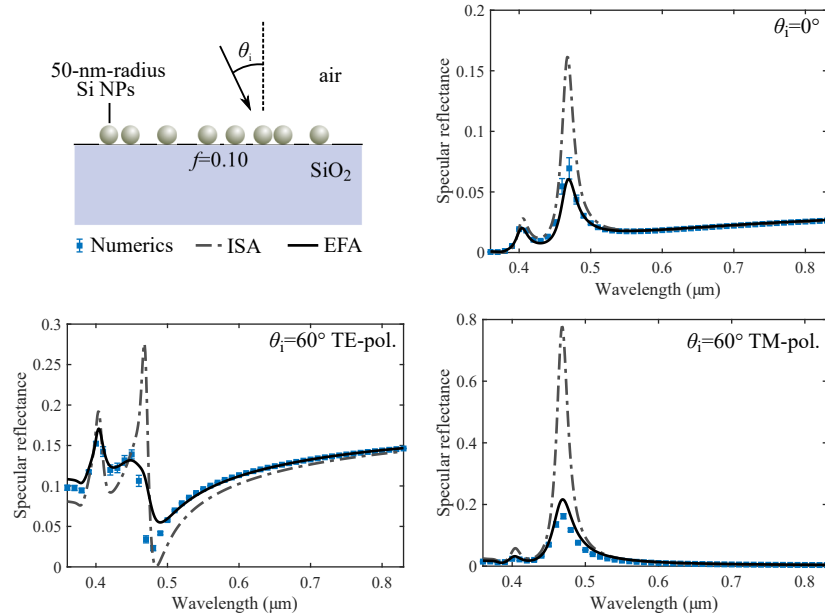 θi
50-nm-radius
Si NPs
air
f=0.10
SiO2
Numerics ISA EFA
θi=0°
Specular reflectance
0.2
0.15
0.1
0.05
0
0.4 0.5 0.6 0.7 0.8
Wavelength (μm)
θi=60° TE-pol.
Specular reflectance
0.3
0.25
0.2
0.15
0.1
0.05
0
0.4 0.5 0.6 0.7 0.8
Wavelength (μm)
θi=60° TM-pol.
Specular reflectance
0.8
0.6
0.4
0.2
0
0.4 0.5 0.6 0.7 0.8
Wavelength (μm)